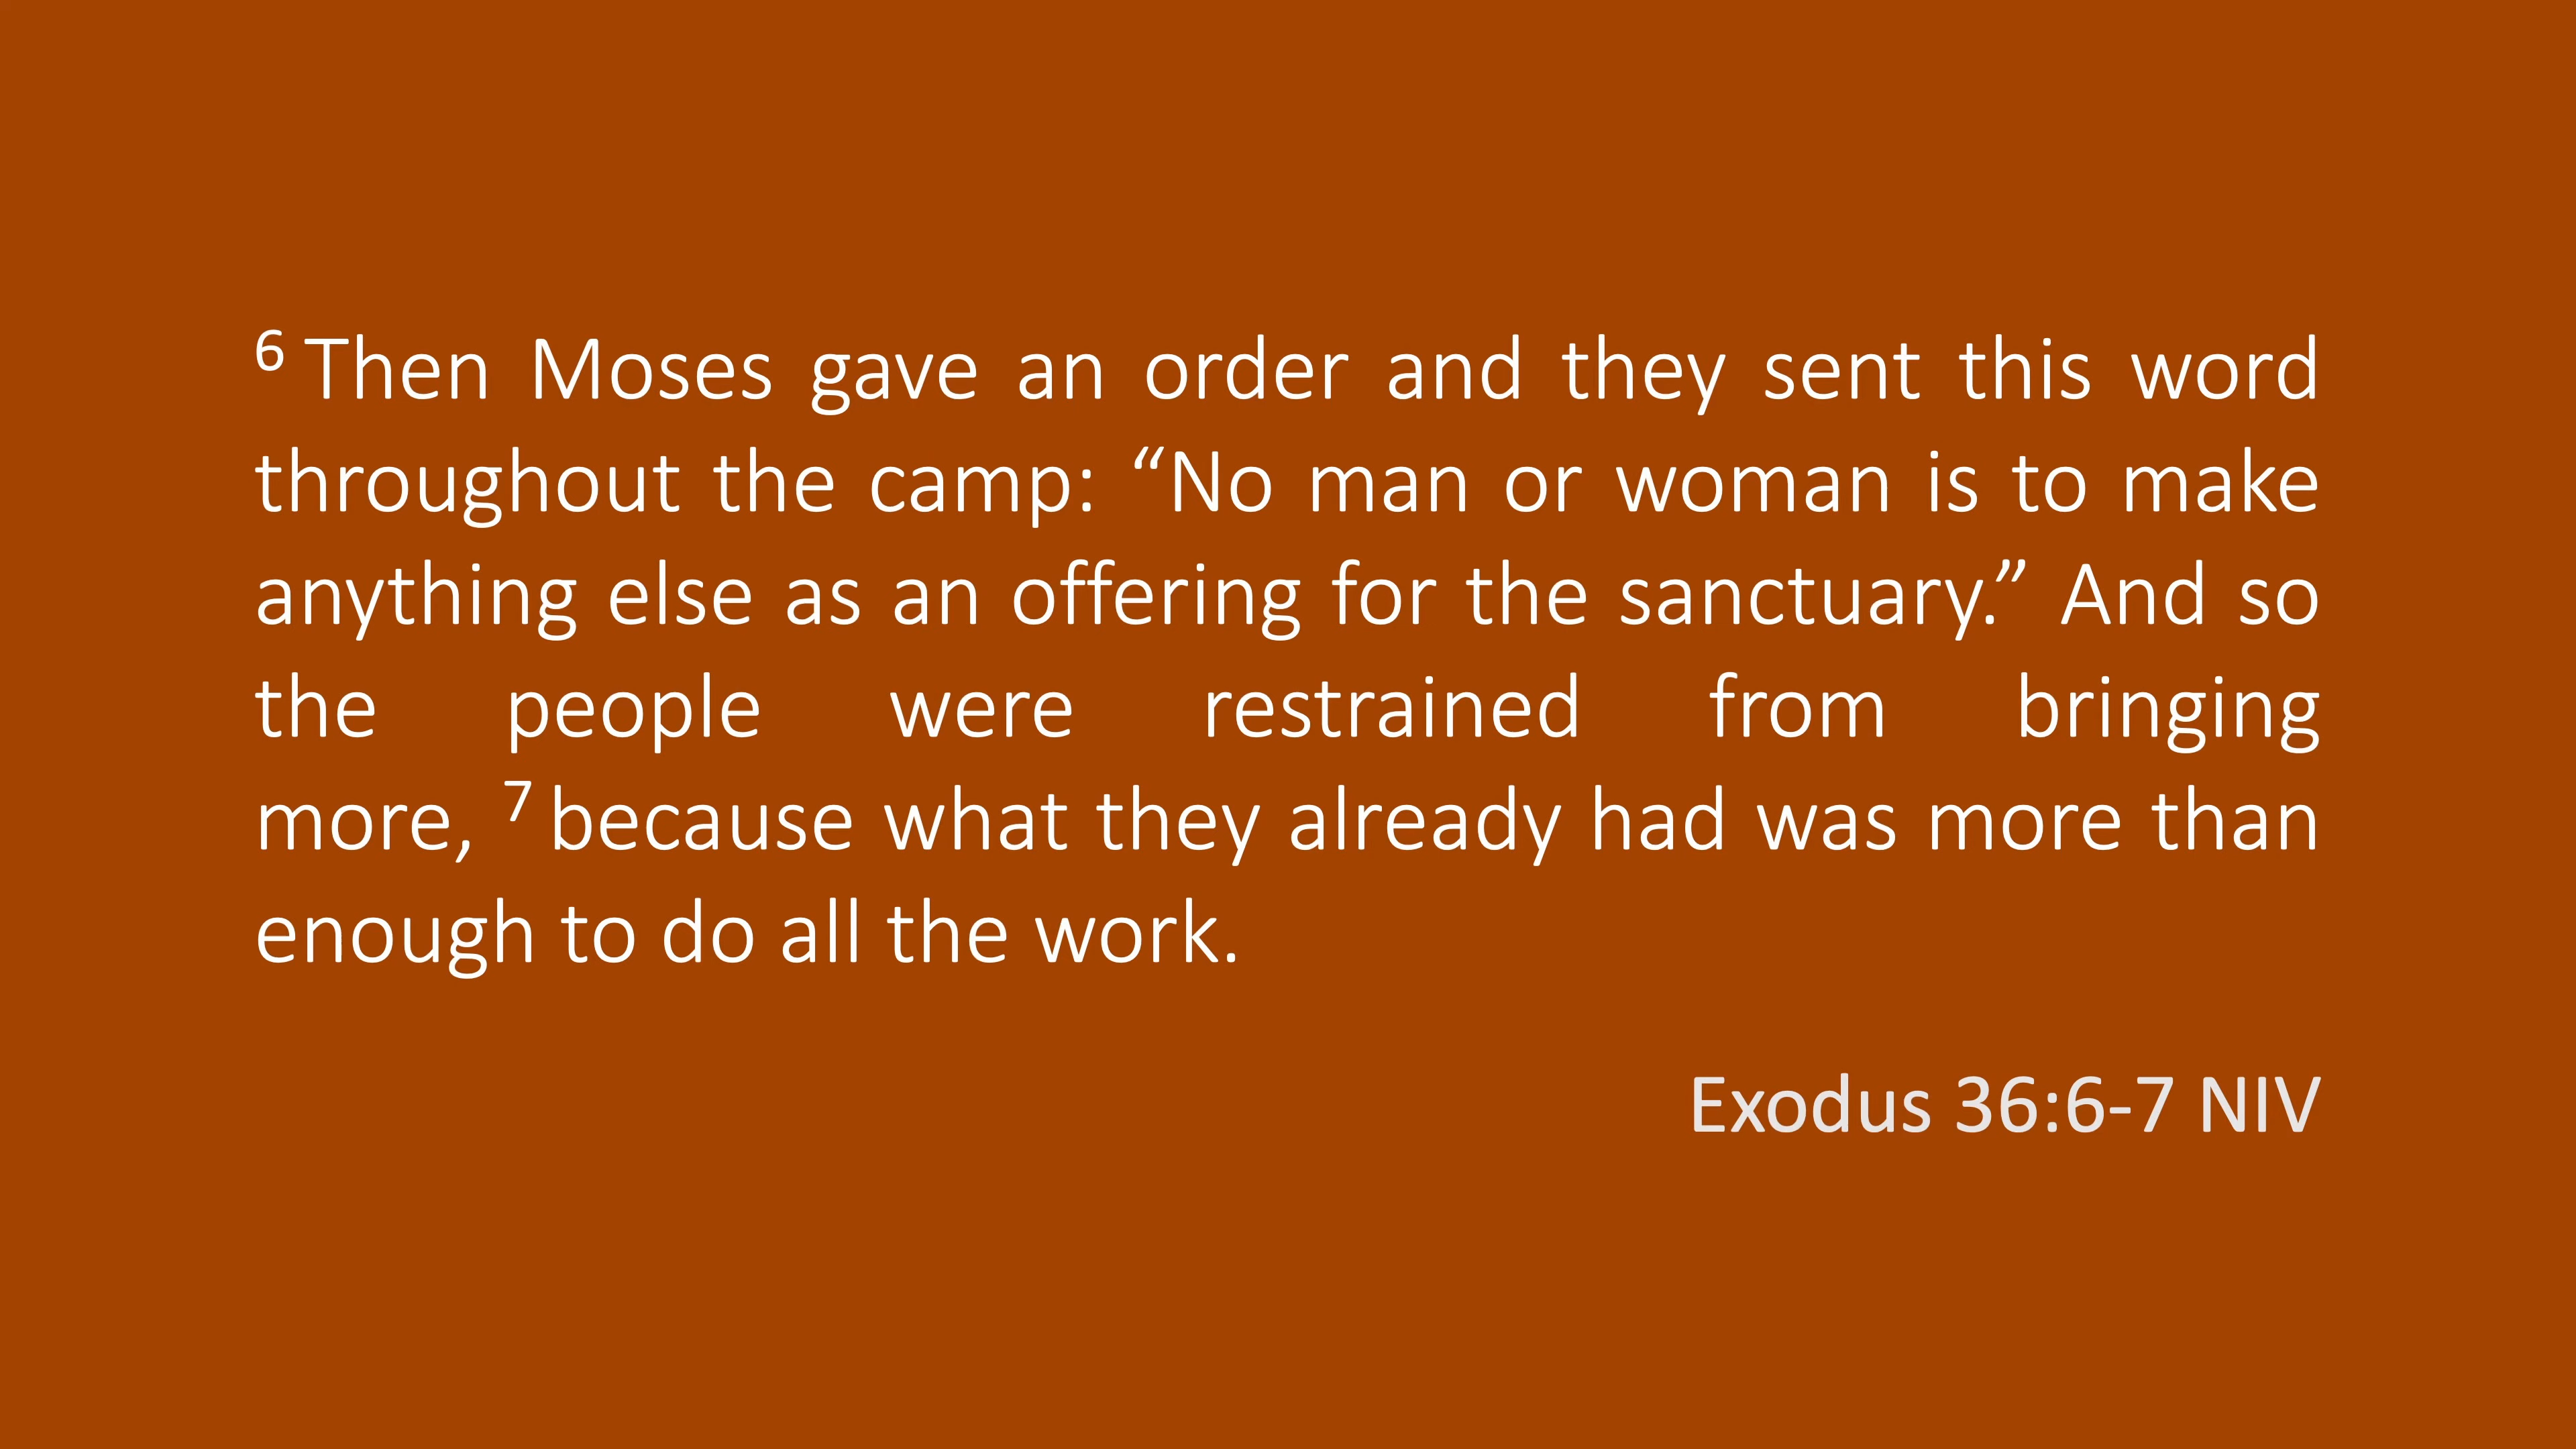 ⁶ Then Moses gave an order and they sent this word
throughout the camp: “No man or woman is to make
anything else as an offering for the sanctuary.” And so
the people were restrained from bringing
more, ⁷ because what they already had was more than
enough to do all the work.
Exodus 36:6-7 NIV